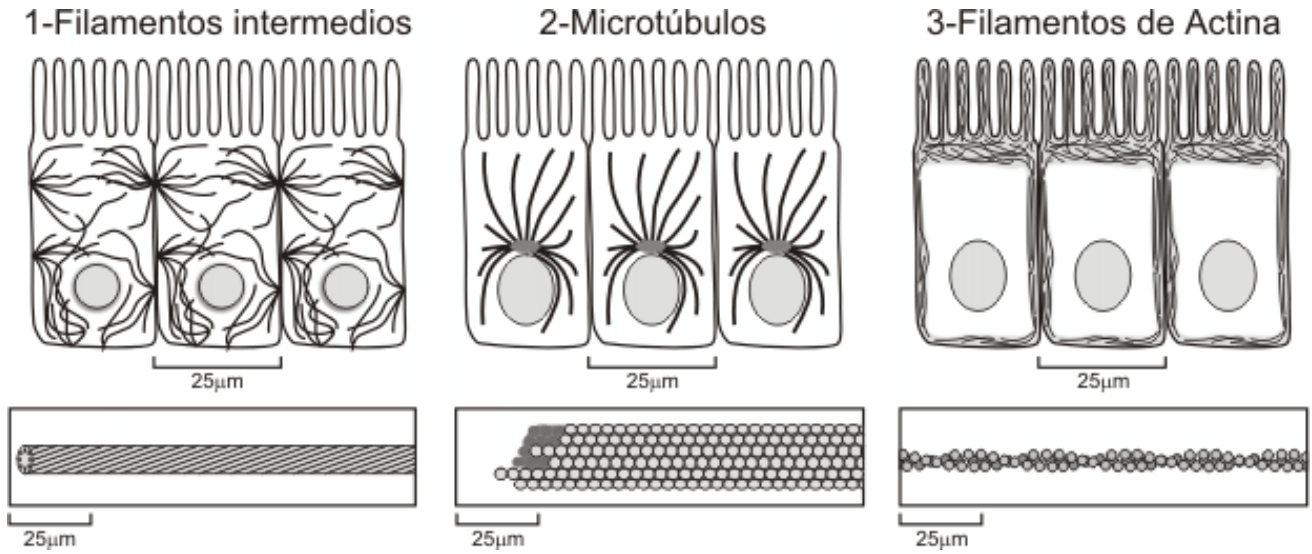 1-Filamentos intermedios
2-Microtúbulos
3-Filamentos de Actina
25μm
25μm
25μm
25μm
25μm
25μm